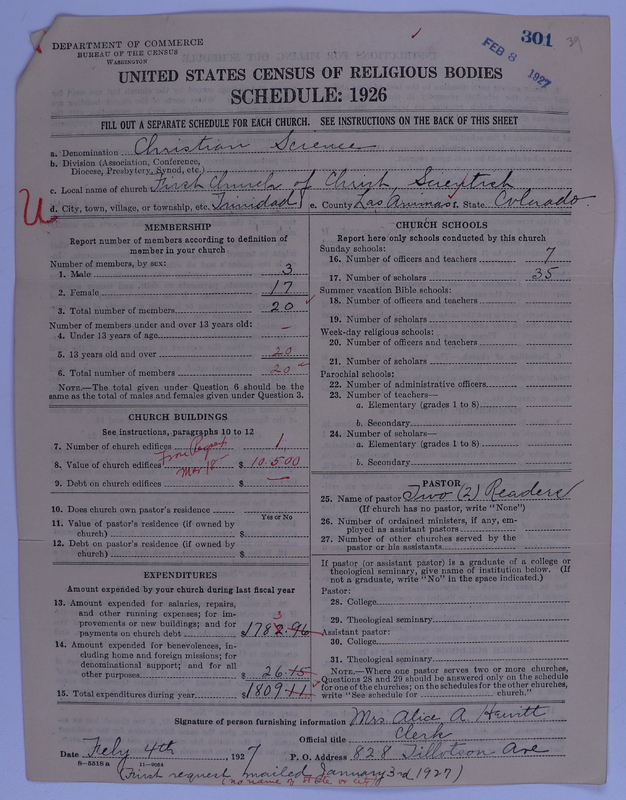 DEPARTMENT OF COMMERCE
BUREAU OF THE CENSUS
WASHINGTON
301
39
FEB 8 1927
UNITED STATES CENSUS OF RELIGIOUS BODIES
SCHEDULE: 1926
FILL OUT A SEPARATE SCHEDULE FOR EACH CHURCH. SEE INSTRUCTIONS ON THE BACK OF THIS SHEET
a. Denomination Christian Science
b. Division (Association, Conference,
Diocese, Presbytery, Synod, etc.)
c. Local name of church First Church of Christ, Scientist
U
d. City, town, village, or township, etc. Trinidad e. County Las Animas f. State Colorado
MEMBERSHIP
Report number of members according to definition of
member in your church
Number of members, by sex:
1. Male 3
2. Female 17
3. Total number of members 20
Number of members under and over 13 years old:
4. Under 13 years of age —
5. 13 years old and over 20
6. Total number of members 20
NOTE.—The total given under Question 6 should be the
same as the total of males and females given under Question 3.
CHURCH BUILDINGS
See instructions, paragraphs 10 to 12
7. Number of church edifices 1
8. Value of church edifices $ 10.500
Mar 18
9. Debt on church edifices $ —
10. Does church own pastor's residence
Yes or No
11. Value of pastor's residence (if owned by
church) $
12. Debt on pastor's residence (if owned by
church) $
EXPENDITURES
Amount expended by your church during last fiscal year
13. Amount expended for salaries, repairs,
and other running expenses; for im-
provements or new buildings; and for
payments on church debt $1782.96
3
14. Amount expended for benevolences, in-
cluding home and foreign missions; for
denominational support; and for all
other purposes $ 26.15
15. Total expenditures during year $1809.11
CHURCH SCHOOLS
Report here only schools conducted by this church
Sunday schools:
16. Number of officers and teachers 7
17. Number of scholars 35
Summer vacation Bible schools:
18. Number of officers and teachers
19. Number of scholars
Week-day religious schools:
20. Number of officers and teachers
21. Number of scholars
Parochial schools:
22. Number of administrative officers
23. Number of teachers—
a. Elementary (grades 1 to 8)
b. Secondary
24. Number of scholars—
a. Elementary (grades 1 to 8)
b. Secondary
PASTOR
25. Name of pastor Two (2) Readers
(If church has no pastor, write "None")
26. Number of ordained ministers, if any, em-
ployed as assistant pastors
27. Number of other churches served by the
pastor or his assistants
If pastor (or assistant pastor) is a graduate of a college or
theological seminary, give name of institution below. (If
not a graduate, write "No" in the space indicated.)
Pastor:
28. College
29. Theological seminary
Assistant pastor:
30. College
31. Theological seminary
NOTE.—Where one pastor serves two or more churches,
Questions 28 and 29 should be answered only on the schedule
for one of the churches; on the schedules for the other churches,
write "See schedule for church."
Signature of person furnishing information Mrs Alice A Hewitt
Official title Clerk
Date Feby 4th, 1927 P. O. Address 828 Tillotson Ave
8-5518 a 11-9054
(First request mailed January 3rd 1927)
(no name of state or city)